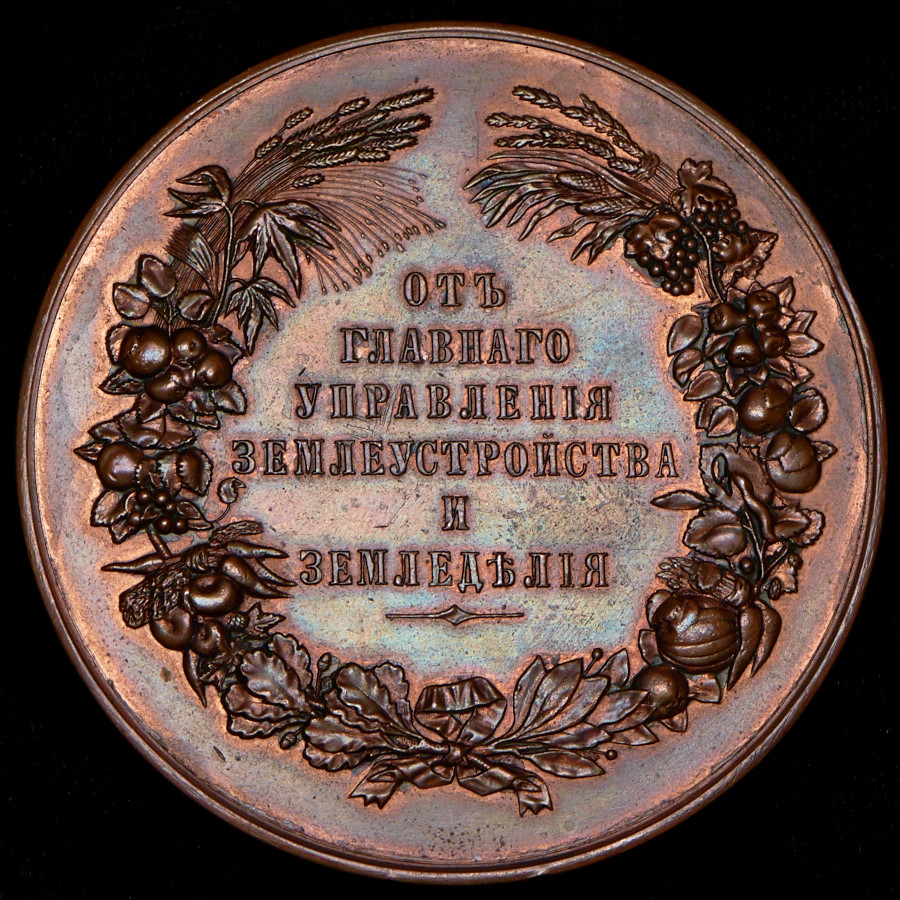 ОТЪ
ГЛАВНАГО
УПРАВЛЕНІЯ
ЗЕМЛЕУСТРОЙСТВА
И
ЗЕМЛЕДѢЛІЯ